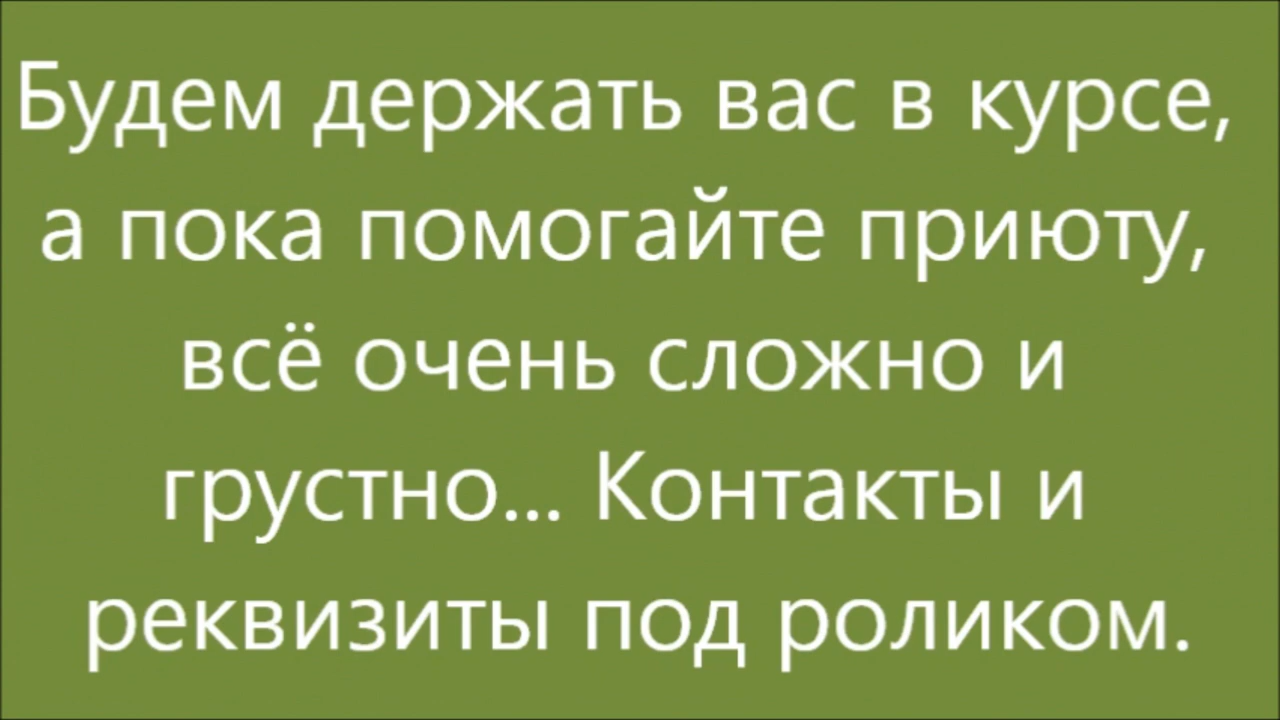 Будем держать вас в курсе,
а пока помогайте приюту,
всё очень сложно и
грустно... Контакты и
реквизиты под роликом.